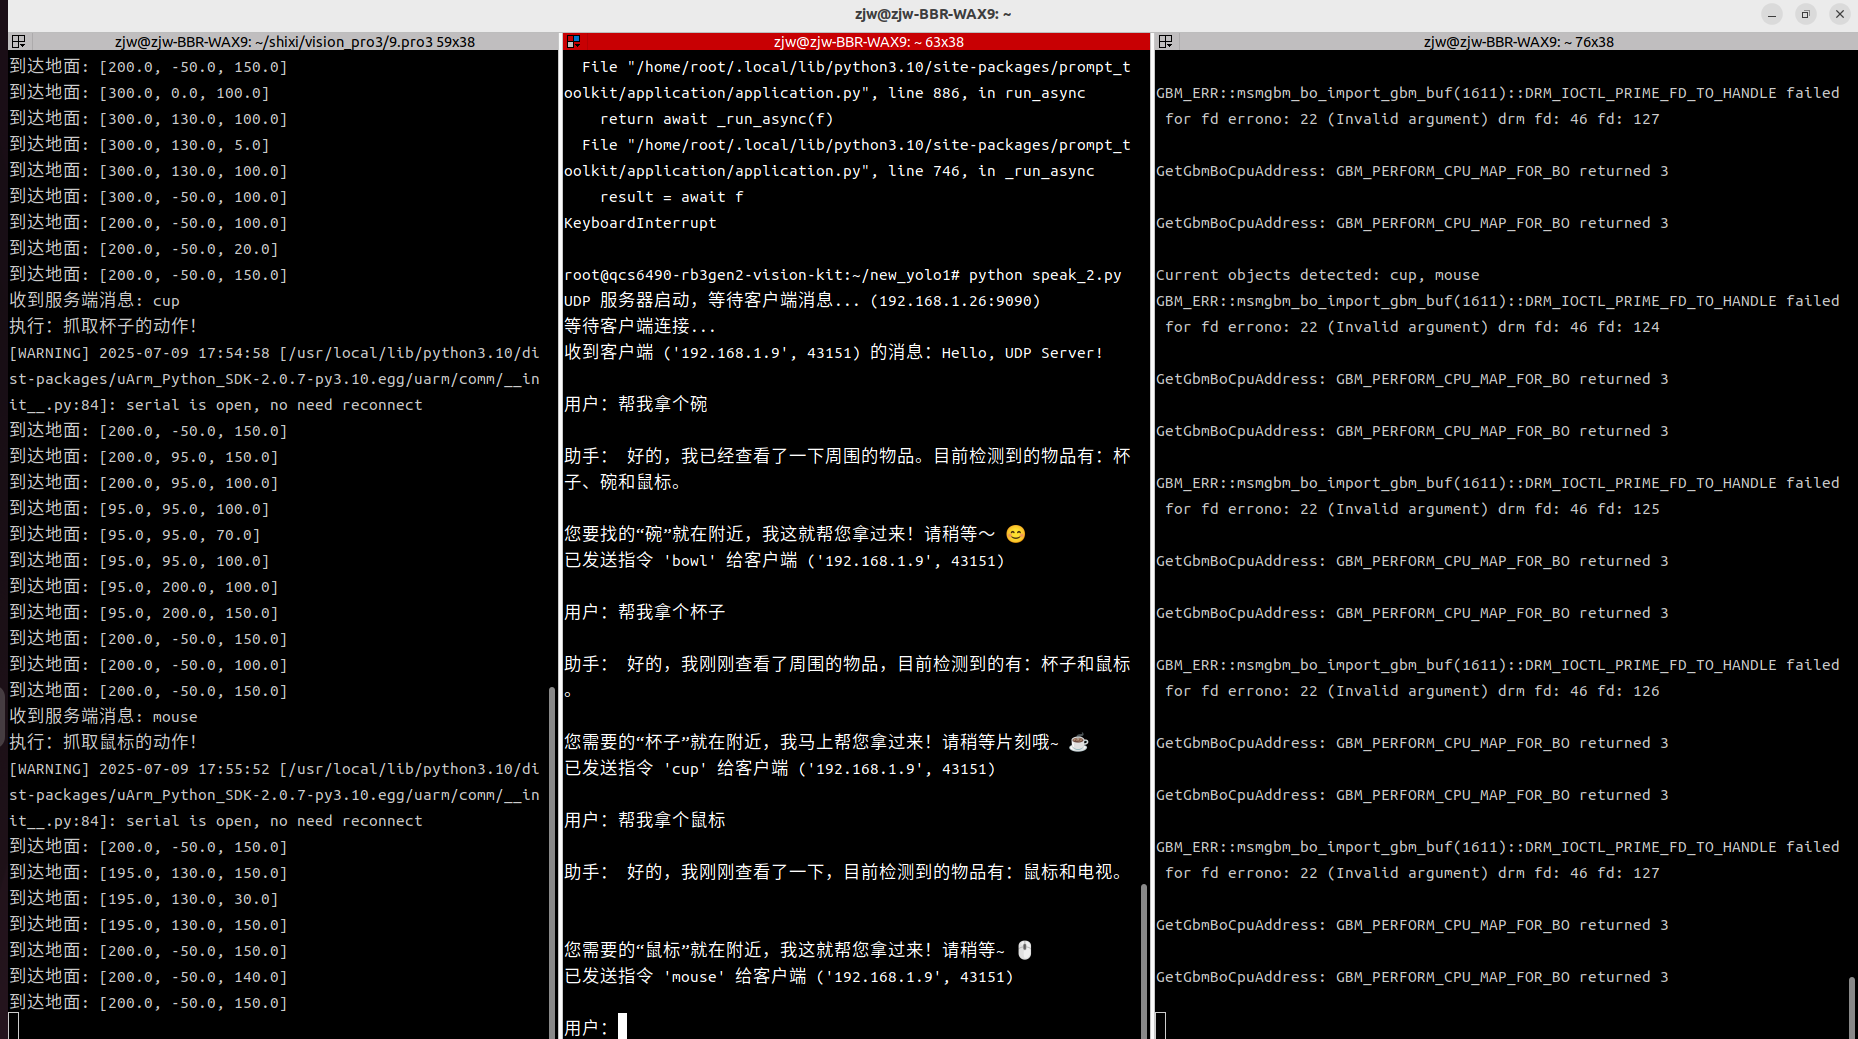 zjw@zjw-BBR-WAX9: ~
zjw@zjw-BBR-WAX9: ~/shixi/vision_pro3/9.pro3 59x38
到达地面: [200.0, -50.0, 150.0]
到达地面: [300.0, 0.0, 100.0]
到达地面: [300.0, 130.0, 100.0]
到达地面: [300.0, 130.0, 5.0]
到达地面: [300.0, 130.0, 100.0]
到达地面: [300.0, -50.0, 100.0]
到达地面: [200.0, -50.0, 100.0]
到达地面: [200.0, -50.0, 20.0]
到达地面: [200.0, -50.0, 150.0]
收到服务端消息: cup
执行: 抓取杯子的动作!
[WARNING] 2025-07-09 17:54:58 [/usr/local/lib/python3.10/di
st-packages/uArm_Python_SDK-2.0.7-py3.10.egg/uarm/comm/__in
it__.py:84]: serial is open, no need reconnect
到达地面: [200.0, -50.0, 150.0]
到达地面: [200.0, 95.0, 150.0]
到达地面: [200.0, 95.0, 100.0]
到达地面: [95.0, 95.0, 100.0]
到达地面: [95.0, 95.0, 70.0]
到达地面: [95.0, 95.0, 100.0]
到达地面: [95.0, 200.0, 100.0]
到达地面: [95.0, 200.0, 150.0]
到达地面: [200.0, -50.0, 150.0]
到达地面: [200.0, -50.0, 100.0]
到达地面: [200.0, -50.0, 150.0]
收到服务端消息: mouse
执行: 抓取鼠标的动作!
[WARNING] 2025-07-09 17:55:52 [/usr/local/lib/python3.10/di
st-packages/uArm_Python_SDK-2.0.7-py3.10.egg/uarm/comm/__in
it__.py:84]: serial is open, no need reconnect
到达地面: [200.0, -50.0, 150.0]
到达地面: [195.0, 130.0, 150.0]
到达地面: [195.0, 130.0, 30.0]
到达地面: [195.0, 130.0, 150.0]
到达地面: [200.0, -50.0, 150.0]
到达地面: [200.0, -50.0, 140.0]
到达地面: [200.0, -50.0, 150.0]
zjw@zjw-BBR-WAX9: ~ 63x38
File "/home/root/.local/lib/python3.10/site-packages/prompt_t
oolkit/application/application.py", line 886, in run_async
return await _run_async(f)
File "/home/root/.local/lib/python3.10/site-packages/prompt_t
oolkit/application/application.py", line 746, in _run_async
result = await f
KeyboardInterrupt
root@qcs6490-rb3gen2-vision-kit:~/new_yolo1# python speak_2.py
UDP 服务器启动，等待客户端消息... (192.168.1.26:9090)
等待客户端连接...
收到客户端 ('192.168.1.9', 43151) 的消息：Hello, UDP Server!
用户：帮我拿个碗
助手： 好的，我已经查看了一下周围的物品。目前检测到的物品有：杯
子、碗和鼠标。
您要找的“碗”就在附近，我这就帮您拿过来！请稍等～ 😊
已发送指令 'bowl' 给客户端 ('192.168.1.9', 43151)
用户：帮我拿个杯子
助手： 好的，我刚刚查看了周围的物品，目前检测到的有：杯子和鼠标
。
您需要的“杯子”就在附近，我马上帮您拿过来！请稍等片刻哦~ ☕
已发送指令 'cup' 给客户端 ('192.168.1.9', 43151)
用户：帮我拿个鼠标
助手： 好的，我刚刚查看了一下，目前检测到的物品有：鼠标和电视。
您需要的“鼠标”就在附近，我这就帮您拿过来！请稍等~ 🖱️
已发送指令 'mouse' 给客户端 ('192.168.1.9', 43151)
用户：
zjw@zjw-BBR-WAX9: ~ 76x38
GBM_ERR::msmgbm_bo_import_gbm_buf(1611)::DRM_IOCTL_PRIME_FD_TO_HANDLE failed
for fd errono: 22 (Invalid argument) drm fd: 46 fd: 127
GetGbmBoCpuAddress: GBM_PERFORM_CPU_MAP_FOR_BO returned 3
GetGbmBoCpuAddress: GBM_PERFORM_CPU_MAP_FOR_BO returned 3
Current objects detected: cup, mouse
GBM_ERR::msmgbm_bo_import_gbm_buf(1611)::DRM_IOCTL_PRIME_FD_TO_HANDLE failed
for fd errono: 22 (Invalid argument) drm fd: 46 fd: 124
GetGbmBoCpuAddress: GBM_PERFORM_CPU_MAP_FOR_BO returned 3
GetGbmBoCpuAddress: GBM_PERFORM_CPU_MAP_FOR_BO returned 3
GBM_ERR::msmgbm_bo_import_gbm_buf(1611)::DRM_IOCTL_PRIME_FD_TO_HANDLE failed
for fd errono: 22 (Invalid argument) drm fd: 46 fd: 125
GetGbmBoCpuAddress: GBM_PERFORM_CPU_MAP_FOR_BO returned 3
GetGbmBoCpuAddress: GBM_PERFORM_CPU_MAP_FOR_BO returned 3
GBM_ERR::msmgbm_bo_import_gbm_buf(1611)::DRM_IOCTL_PRIME_FD_TO_HANDLE failed
for fd errono: 22 (Invalid argument) drm fd: 46 fd: 126
GetGbmBoCpuAddress: GBM_PERFORM_CPU_MAP_FOR_BO returned 3
GetGbmBoCpuAddress: GBM_PERFORM_CPU_MAP_FOR_BO returned 3
GBM_ERR::msmgbm_bo_import_gbm_buf(1611)::DRM_IOCTL_PRIME_FD_TO_HANDLE failed
for fd errono: 22 (Invalid argument) drm fd: 46 fd: 127
GetGbmBoCpuAddress: GBM_PERFORM_CPU_MAP_FOR_BO returned 3
GetGbmBoCpuAddress: GBM_PERFORM_CPU_MAP_FOR_BO returned 3